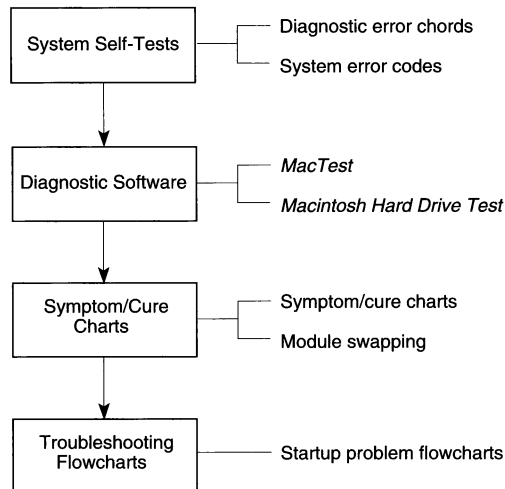 System Self-Tests
Diagnostic error chords
System error codes
Diagnostic Software
MacTest
Macintosh Hard Drive Test
Symptom/Cure
Charts
Symptom/cure charts
Module swapping
Troubleshooting
Flowcharts
Startup problem flowcharts